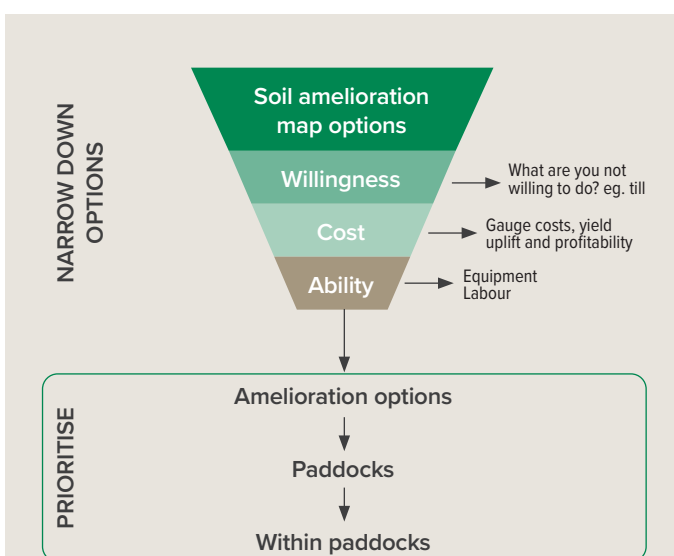 NARROW DOWN
OPTIONS
Soil amelioration
map options
Willingness
What are you not
willing to do? eg. till
Cost
Gauge costs, yield
uplift and profitability
Ability
Equipment
Labour
PRIORITISE
Amelioration options
Paddocks
Within paddocks